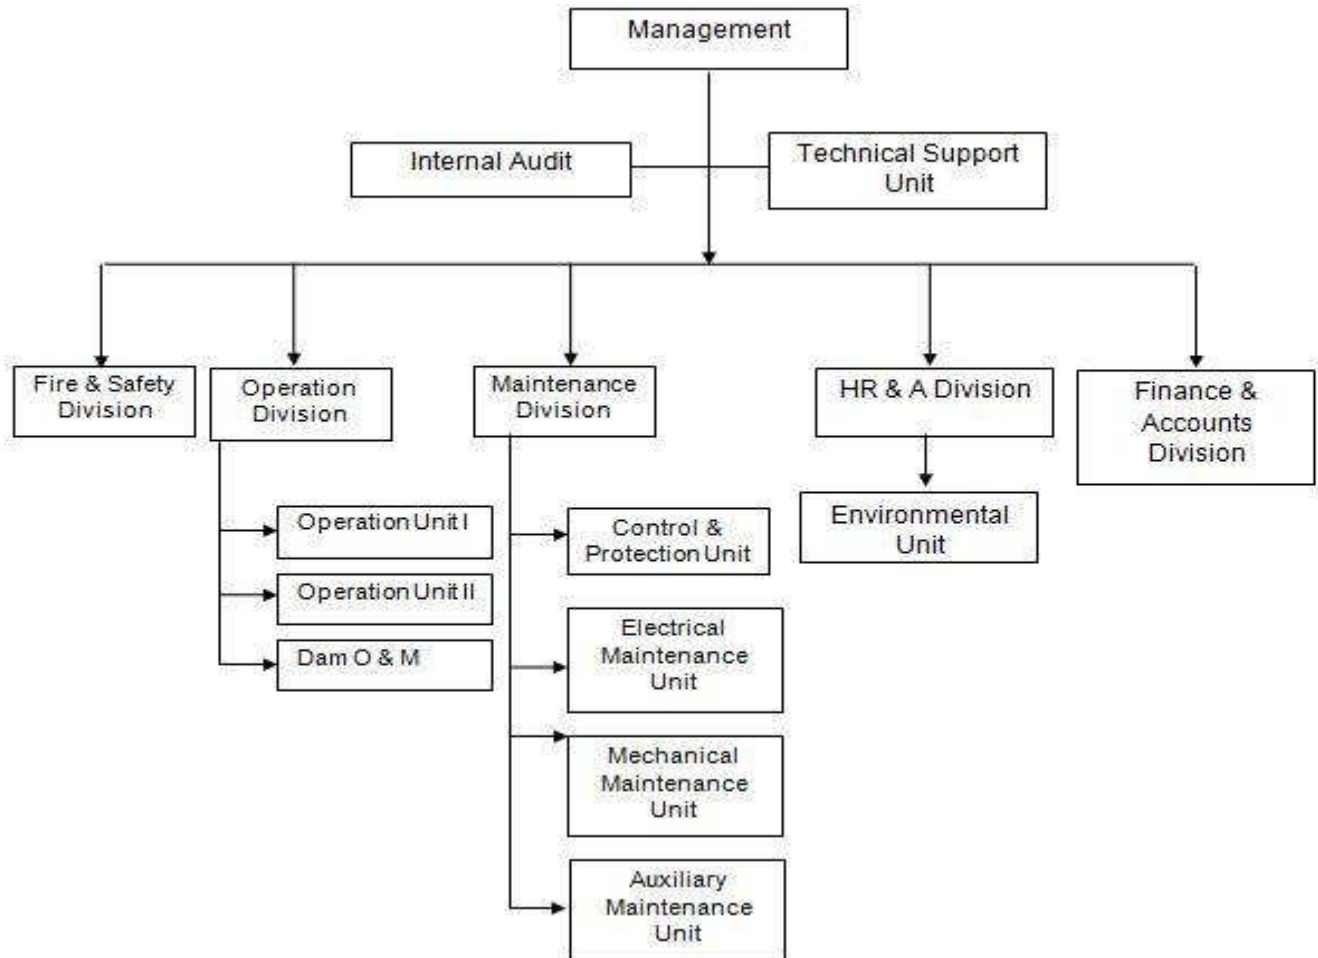 Management
Internal Audit
Technical Support
Unit
Fire & Safety
Division
Operation
Division
Maintenance
Division
HR & A Division
Finance &
Accounts
Division
Operation Unit I
Operation Unit II
Dam O & M
Control &
Protection Unit
Electrical
Maintenance
Unit
Mechanical
Maintenance
Unit
Auxiliary
Maintenance
Unit
Environmental
Unit